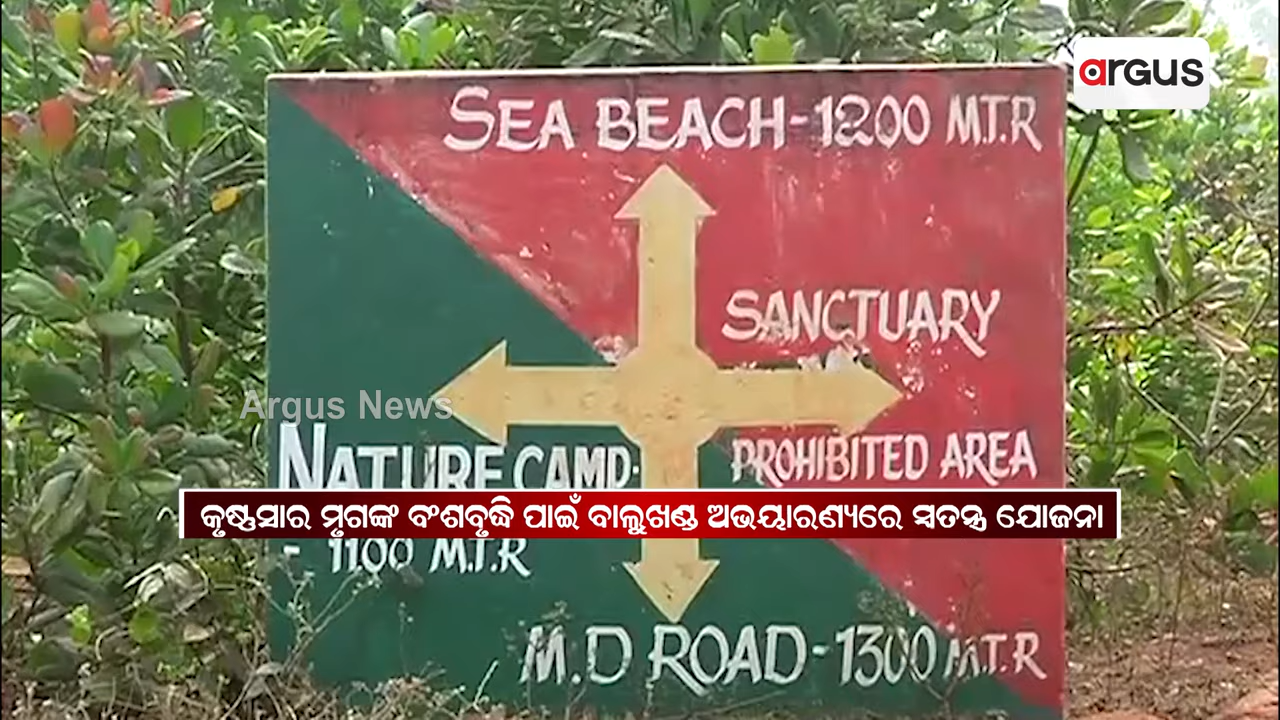 argus
SEA BEACH-1200 M.T.R
SANCTUARY
Argus News
NATURE CAMP-
PROHIBITED AREA
କୃଷ୍ଣସାର ମୃଗଙ୍କ ବଂଶବୃଦ୍ଧି ପାଇଁ ବାଲୁଖଣ୍ଡ ଅଭୟାରଣ୍ୟରେ ସ୍ୱତନ୍ତ୍ର ଯୋଜନା
- 1100 M.T.R
M.D ROAD-1300 M.T.R